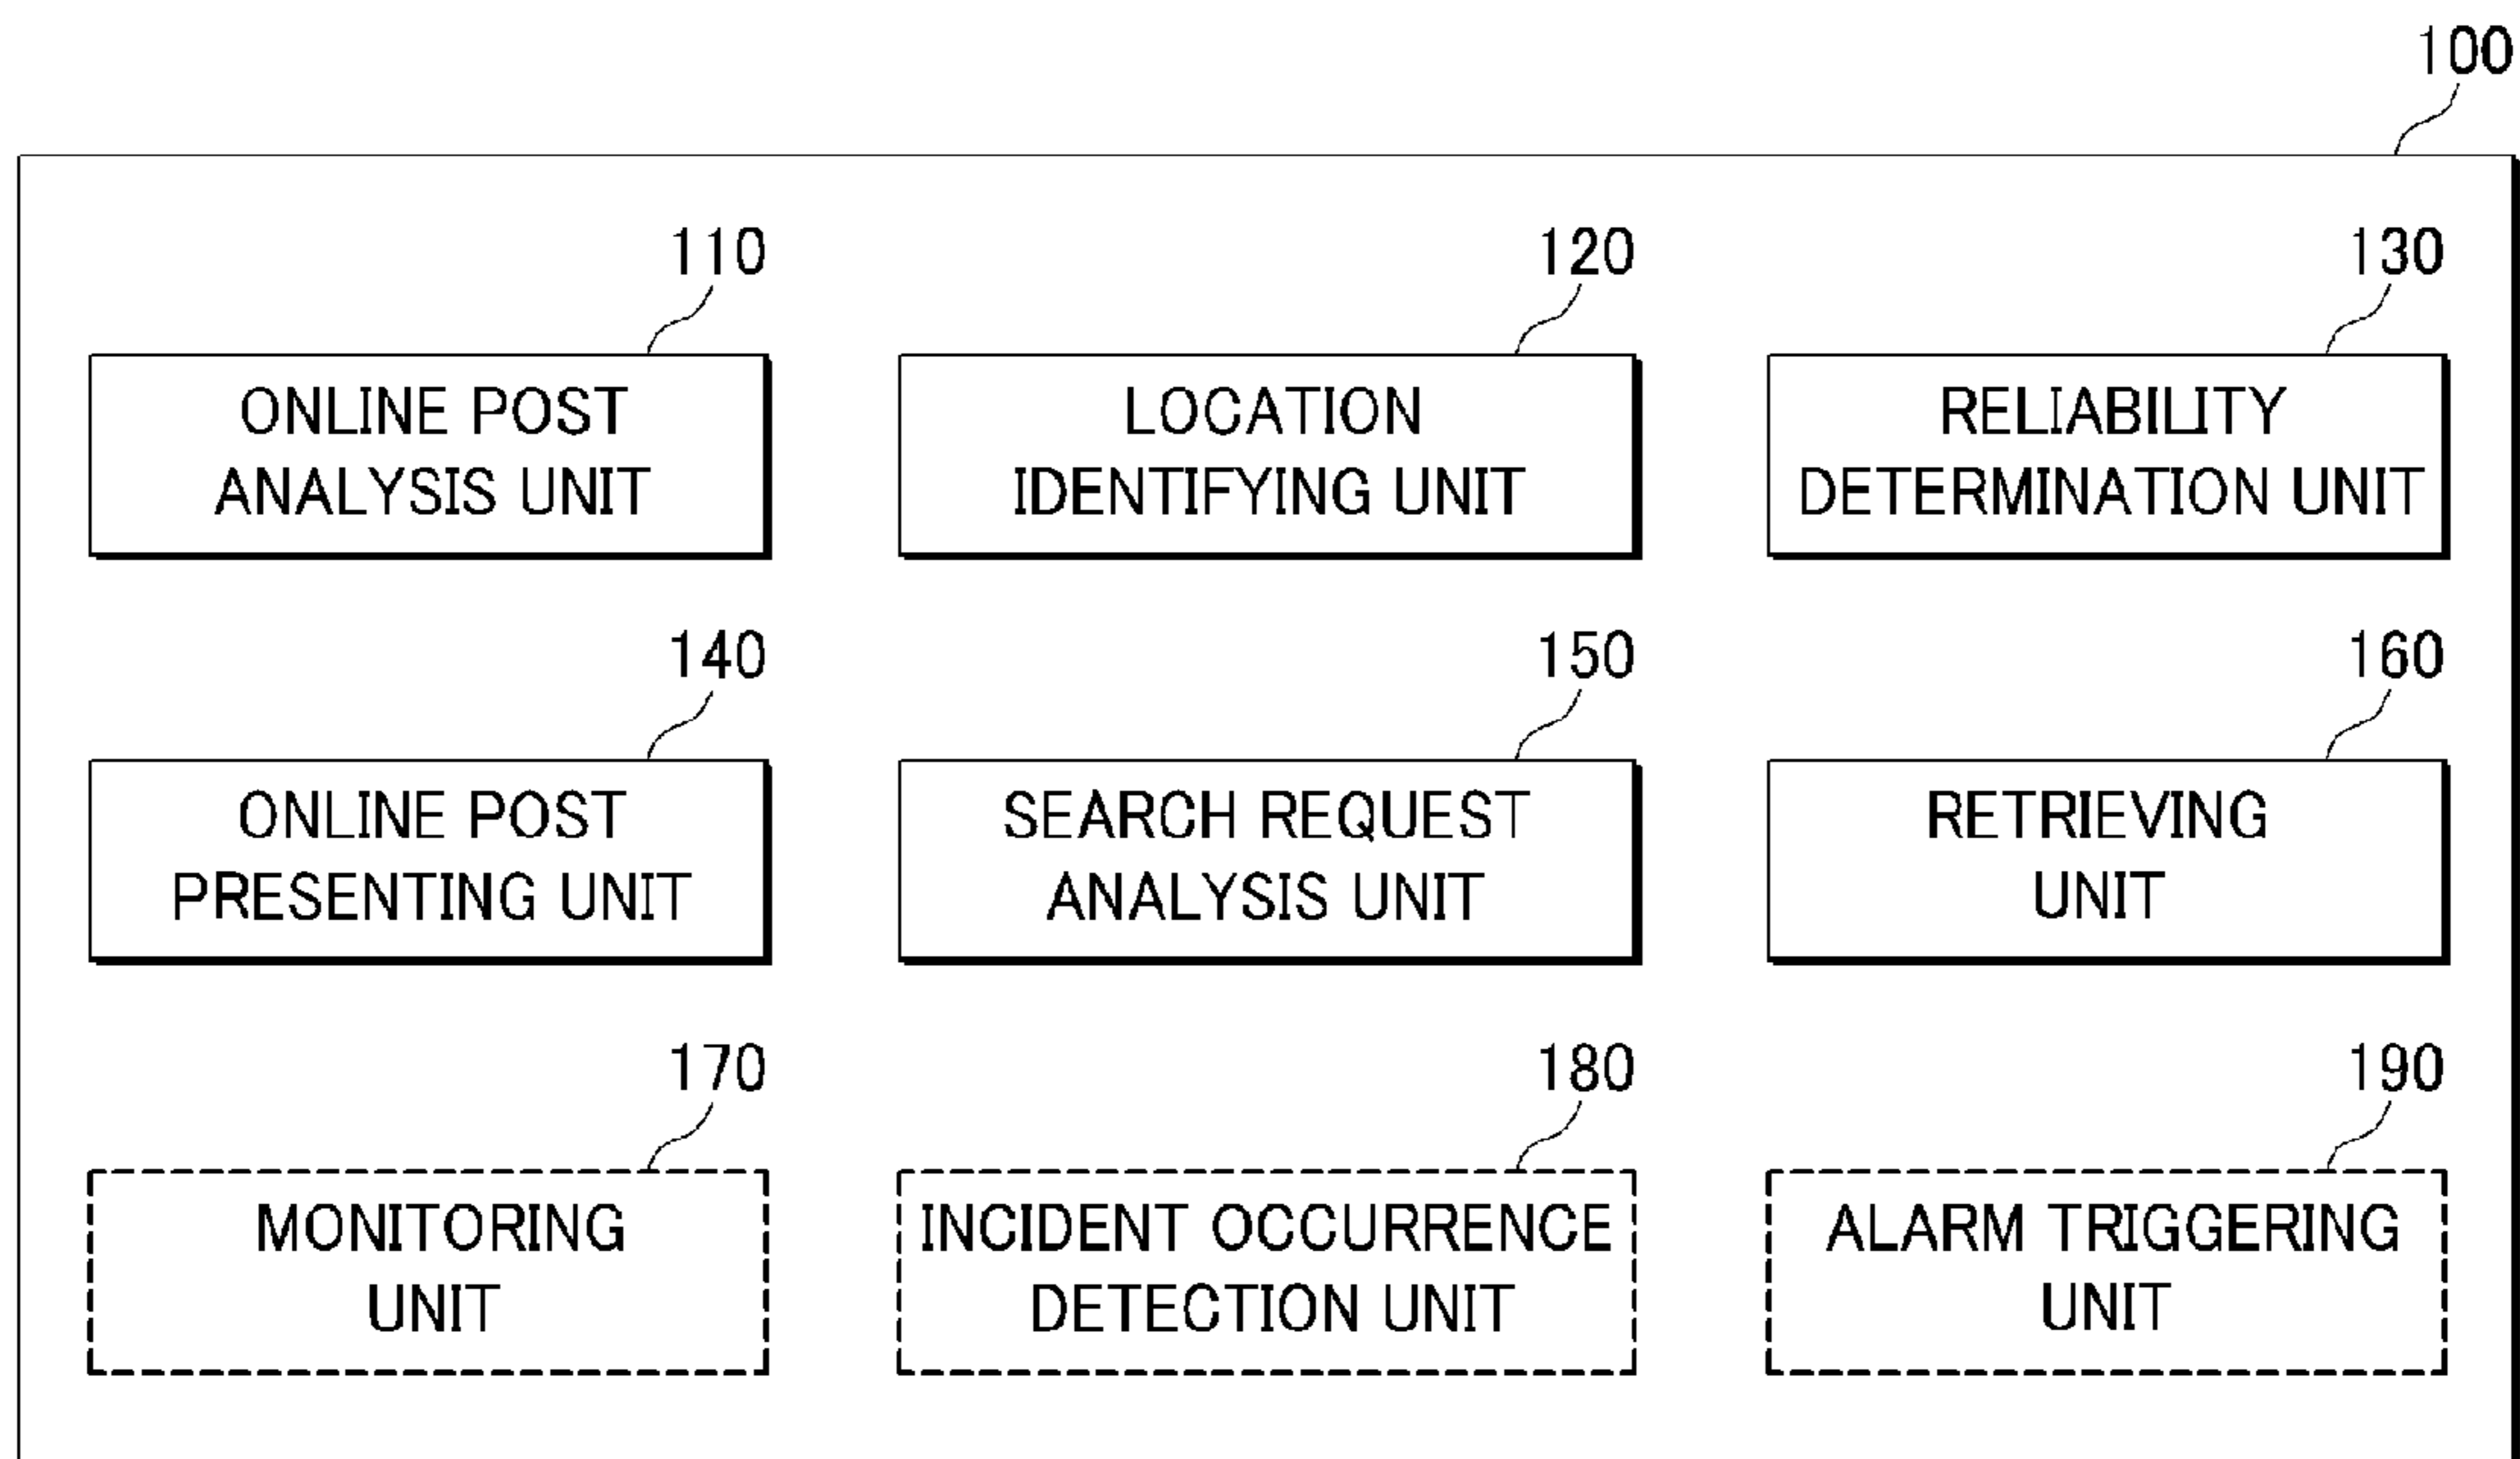 100
110
120
130
ONLINE POST
ANALYSIS UNIT
LOCATION
IDENTIFYING UNIT
RELIABILITY
DETERMINATION UNIT
140
150
160
ONLINE POST
PRESENTING UNIT
SEARCH REQUEST
ANALYSIS UNIT
RETRIEVING
UNIT
170
180
190
MONITORING
UNIT
INCIDENT OCCURRENCE
DETECTION UNIT
ALARM TRIGGERING
UNIT